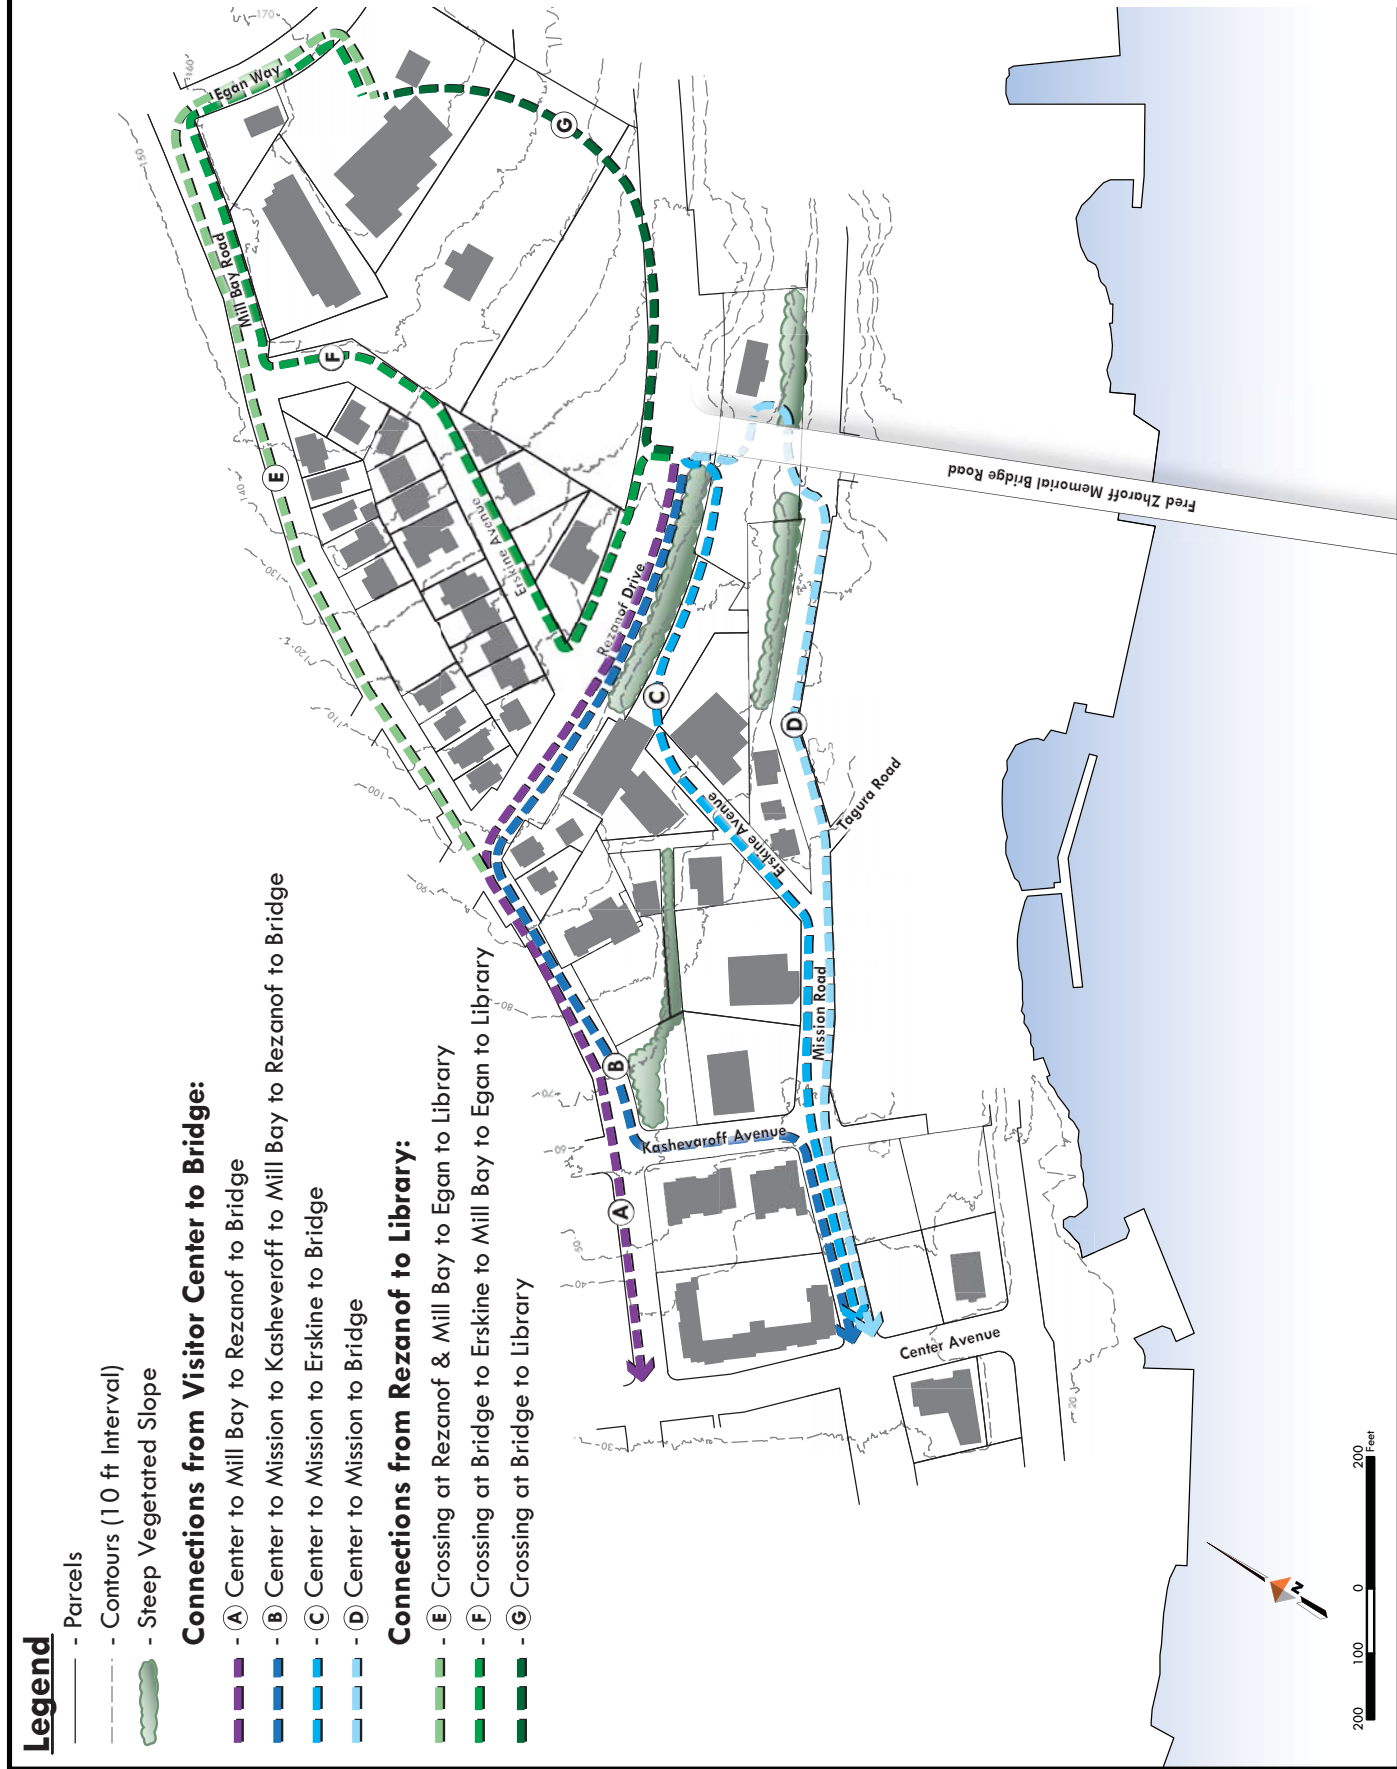 Legend
- Parcels
- Contours (10 ft Interval)
- Steep Vegetated Slope
Connections from Visitor Center to Bridge:
- A Center to Mill Bay to Rezanof to Bridge
- B Center to Mission to Kasheveroff to Mill Bay to Rezanof to Bridge
- C Center to Mission to Erskine to Bridge
- D Center to Mission to Bridge
Connections from Rezanof to Library:
- E Crossing at Rezanof & Mill Bay to Egan to Library
- F Crossing at Bridge to Erskine to Mill Bay to Egan to Library
- G Crossing at Bridge to Library
170
160
150
140
130
120
110
100
90
80
70
60
50
40
30
20
Egan Way
Mill Bay Road
Erskine Avenue
Rezanof Drive
Fred Zharoff Memorial Bridge Road
Erskine Avenue
Tagura Road
Mission Road
Kashevaroff Avenue
Center Avenue
A
B
C
D
E
F
G
N
200 100 0 200
Feet